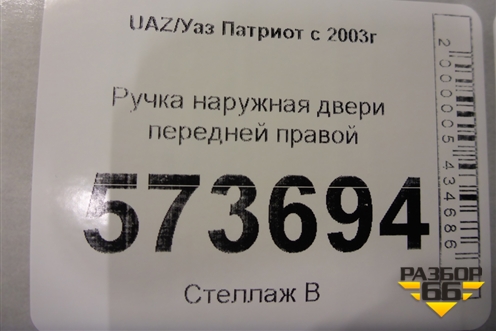 UAZ/Уаз Патриот с 2003г
Ручка наружная двери
передней правой
573694
Стеллаж В
2000005434686
РАЗБОР
66